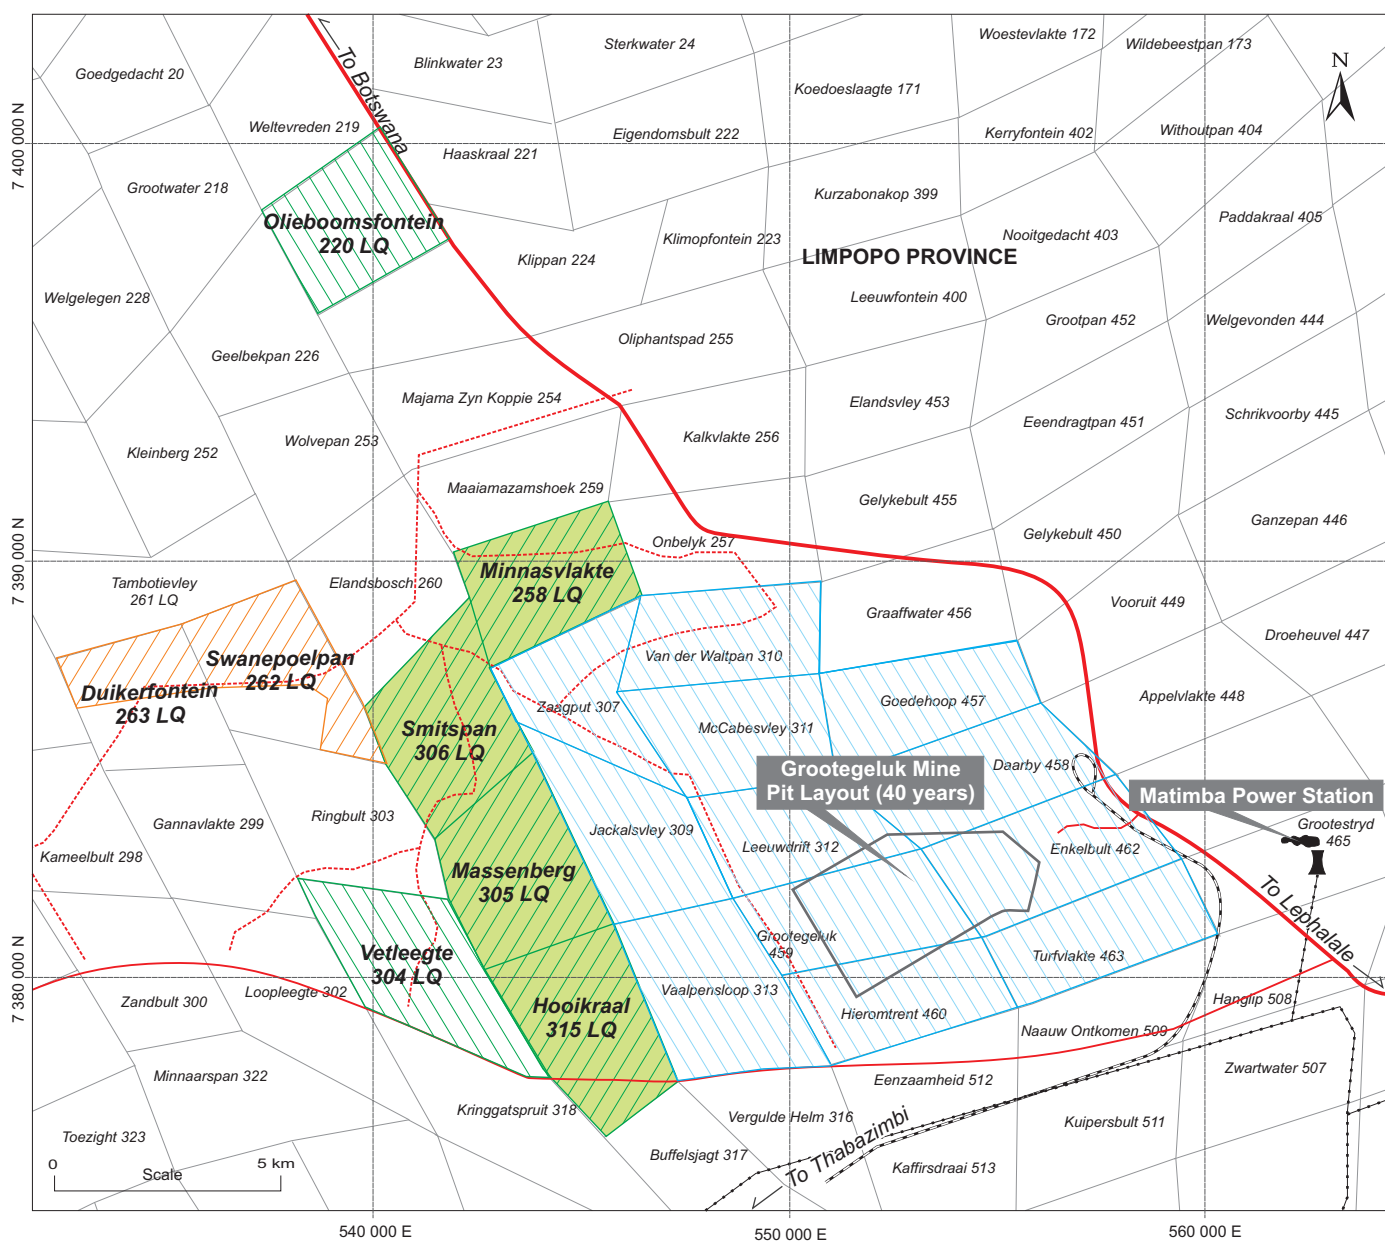 Woestevlakte 172
Wildebeestpan 173
Sterkwater 24
Blinkwater 23
Goedgedacht 20
To Botswana
N
Koedoeslaagte 171
Weltevreden 219
Eigendomsbult 222
Kerryfontein 402
Withoutpan 404
7 400 000 N
Haaskraal 221
Grootwater 218
Kurzabonakop 399
Paddakraal 405
Olieboomsfontein
220 LQ
Klimopfontein 223
Nooitgedacht 403
Klippan 224
LIMPOPO PROVINCE
Welgelegen 228
Leeuwfontein 400
Grootpan 452
Welgevonden 444
Oliphantspad 255
Geelbekpan 226
Majama Zyn Koppie 254
Elandsvley 453
Eeendragtpan 451
Schrikvoorby 445
Wolvepan 253
Kalkvlakte 256
Kleinberg 252
Maaiamazamshoek 259
Gelykebult 455
Ganzepan 446
Gelykebult 450
Onbelyk 257
7 390 000 N
Minnasvlakte
258 LQ
Tambotievley
261 LQ
Elandsbosch 260
Graaffwater 456
Vooruit 449
Droeheuvel 447
Swanepoelpan
262 LQ
Van der Waltpan 310
Duikerfontein
263 LQ
Appelvlakte 448
Goedehoop 457
Zaagput 307
Smitspan
306 LQ
McCabesvley 311
Daarby 458
Grootegeluk Mine
Pit Layout (40 years)
Matimba Power Station
Ringbult 303
Gannavlakte 299
Grootestryd
465
Jackalsvley 309
Leeuwdrift 312
Enkelbult 462
Kameelbult 298
Massenberg
305 LQ
To Lephalale
Grootegeluk
459
Vetleegte
304 LQ
Turfvlakte 463
7 380 000 N
Loopleegte 302
Vaalpensloop 313
Zandbult 300
Hooikraal
315 LQ
Hanglip 508
Hieromtrent 460
Naauw Ontkomen 509
Zwartwater 507
Minnaarspan 322
Eenzaamheid 512
Kringgatspruit 318
Vergulde Helm 316
Kuipersbult 511
Toezight 323
To Thabazimbi
Buffelsjagt 317
Kaffirsdraai 513
0
5 km
Scale
540 000 E
550 000 E
560 000 E